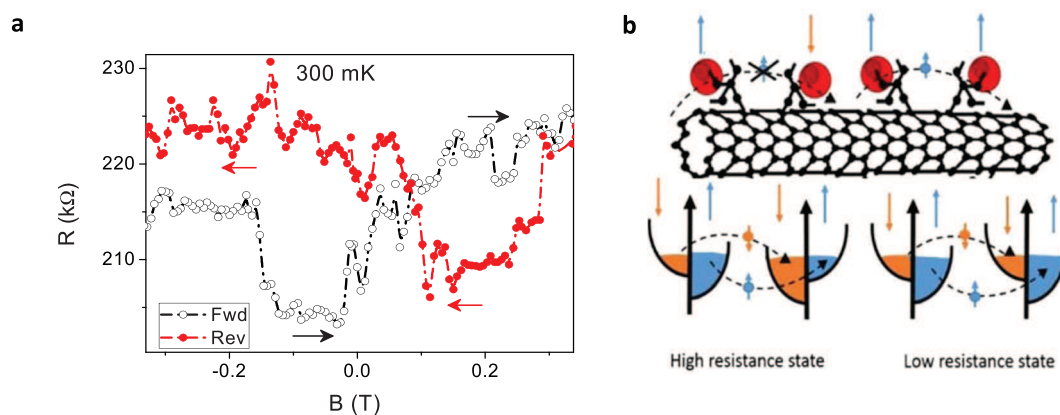 a
300 mK
R (kΩ)
230
220
210
-0.2
0.0
0.2
B (T)
Fwd
Rev
b
High resistance state
Low resistance state